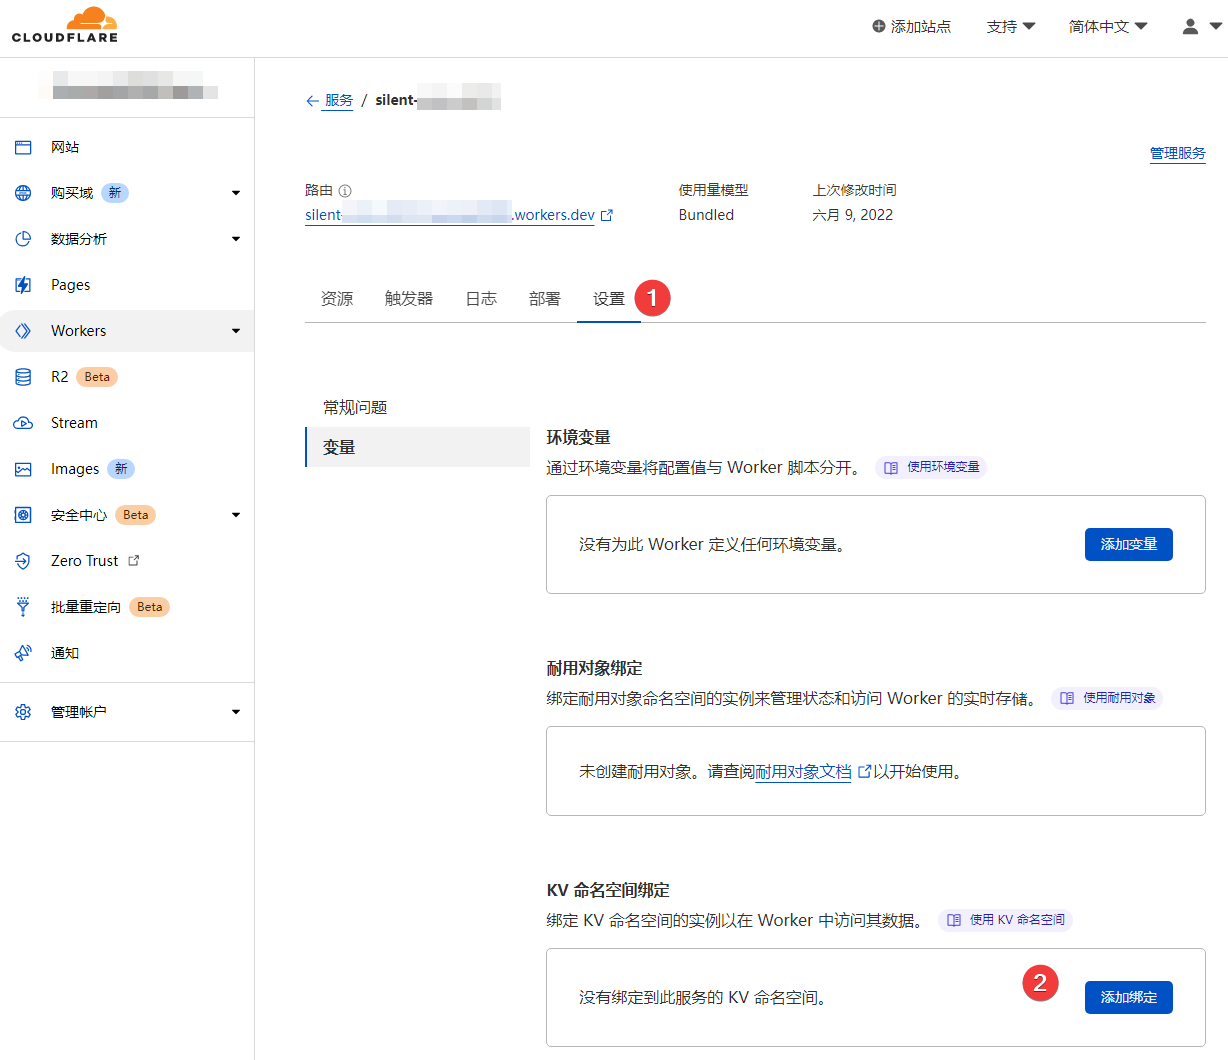 CLOUDFLARE
添加站点 支持 简体中文
← 服务 / silent-
管理服务
网站
购买域 新
数据分析
Pages
Workers
R2 Beta
Stream
Images 新
安全中心 Beta
Zero Trust
批量重定向 Beta
通知
管理帐户
路由
silent- .workers.dev
使用量模型
Bundled
上次修改时间
六月 9, 2022
资源 触发器 日志 部署 设置 1
常规问题
变量
环境变量
通过环境变量将配置值与 Worker 脚本分开。 使用环境变量
没有为此 Worker 定义任何环境变量。 添加变量
耐用对象绑定
绑定耐用对象命名空间的实例来管理状态和访问 Worker 的实时存储。 使用耐用对象
未创建耐用对象。请查阅耐用对象文档 以开始使用。
KV 命名空间绑定
绑定 KV 命名空间的实例以在 Worker 中访问其数据。 使用 KV 命名空间
没有绑定到此服务的 KV 命名空间。 2 添加绑定